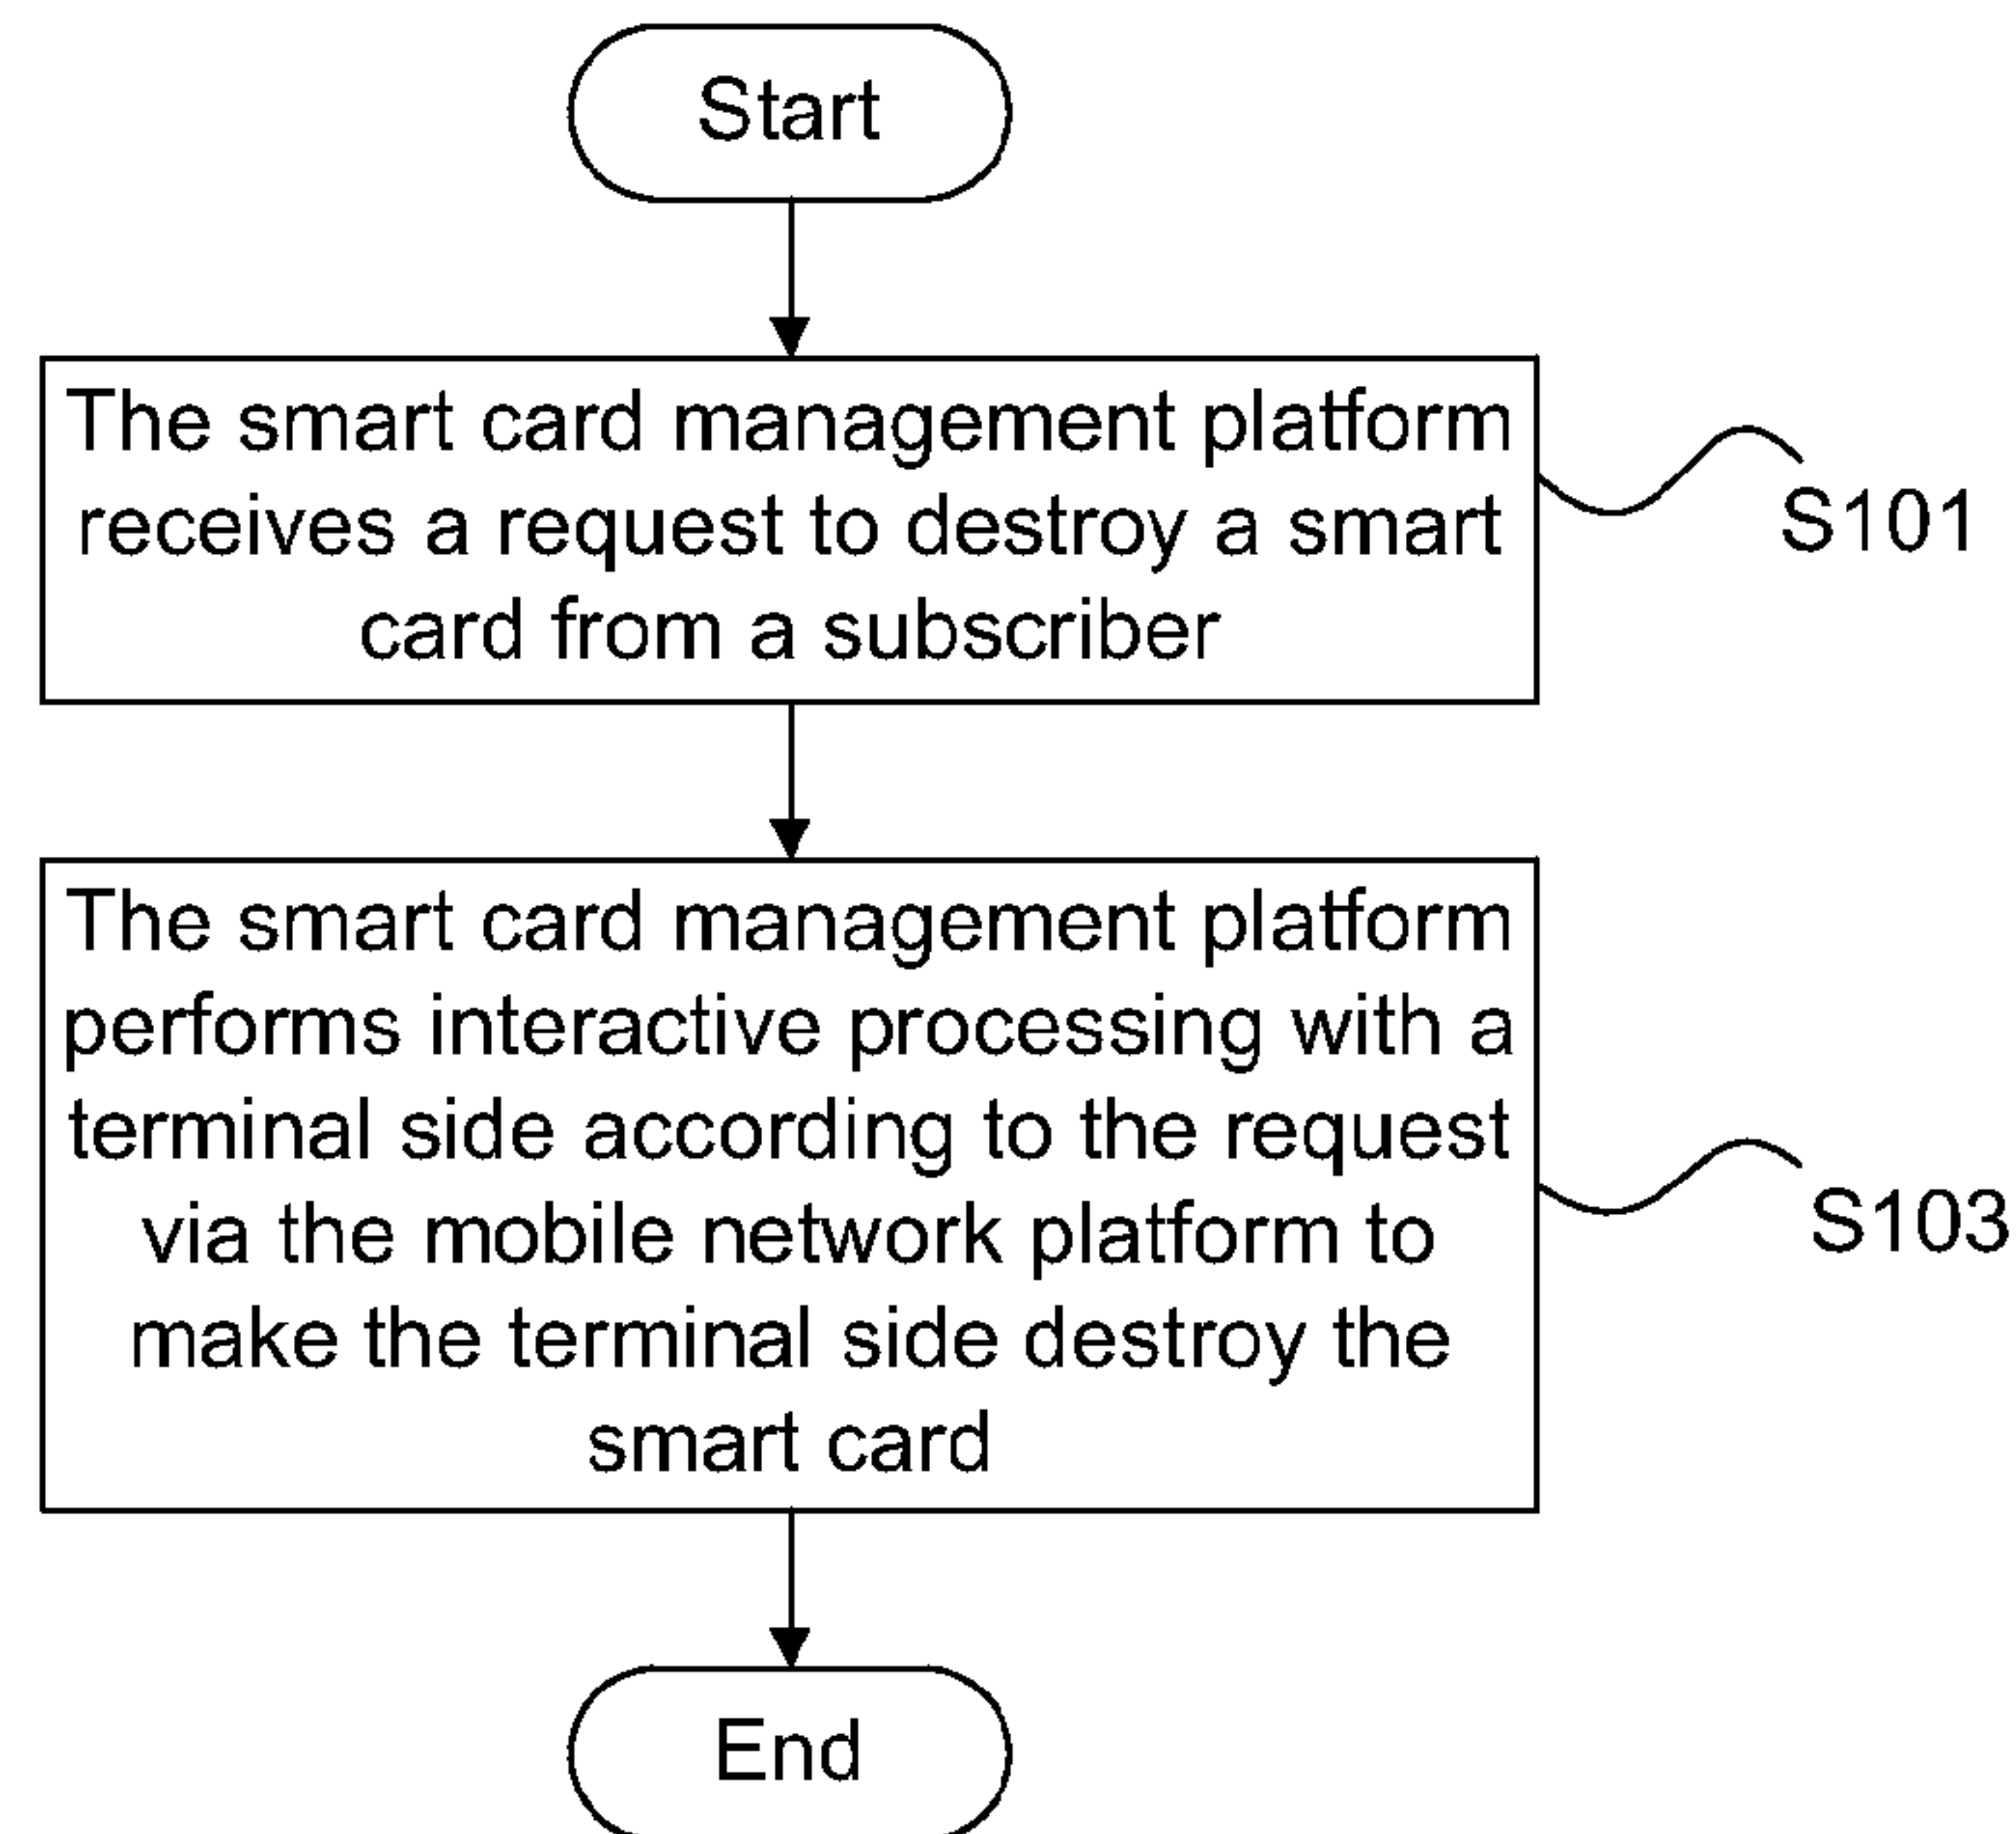 Start
The smart card management platform
receives a request to destroy a smart
card from a subscriber
S101
The smart card management platform
performs interactive processing with a
terminal side according to the request
via the mobile network platform to
make the terminal side destroy the
smart card
S103
End